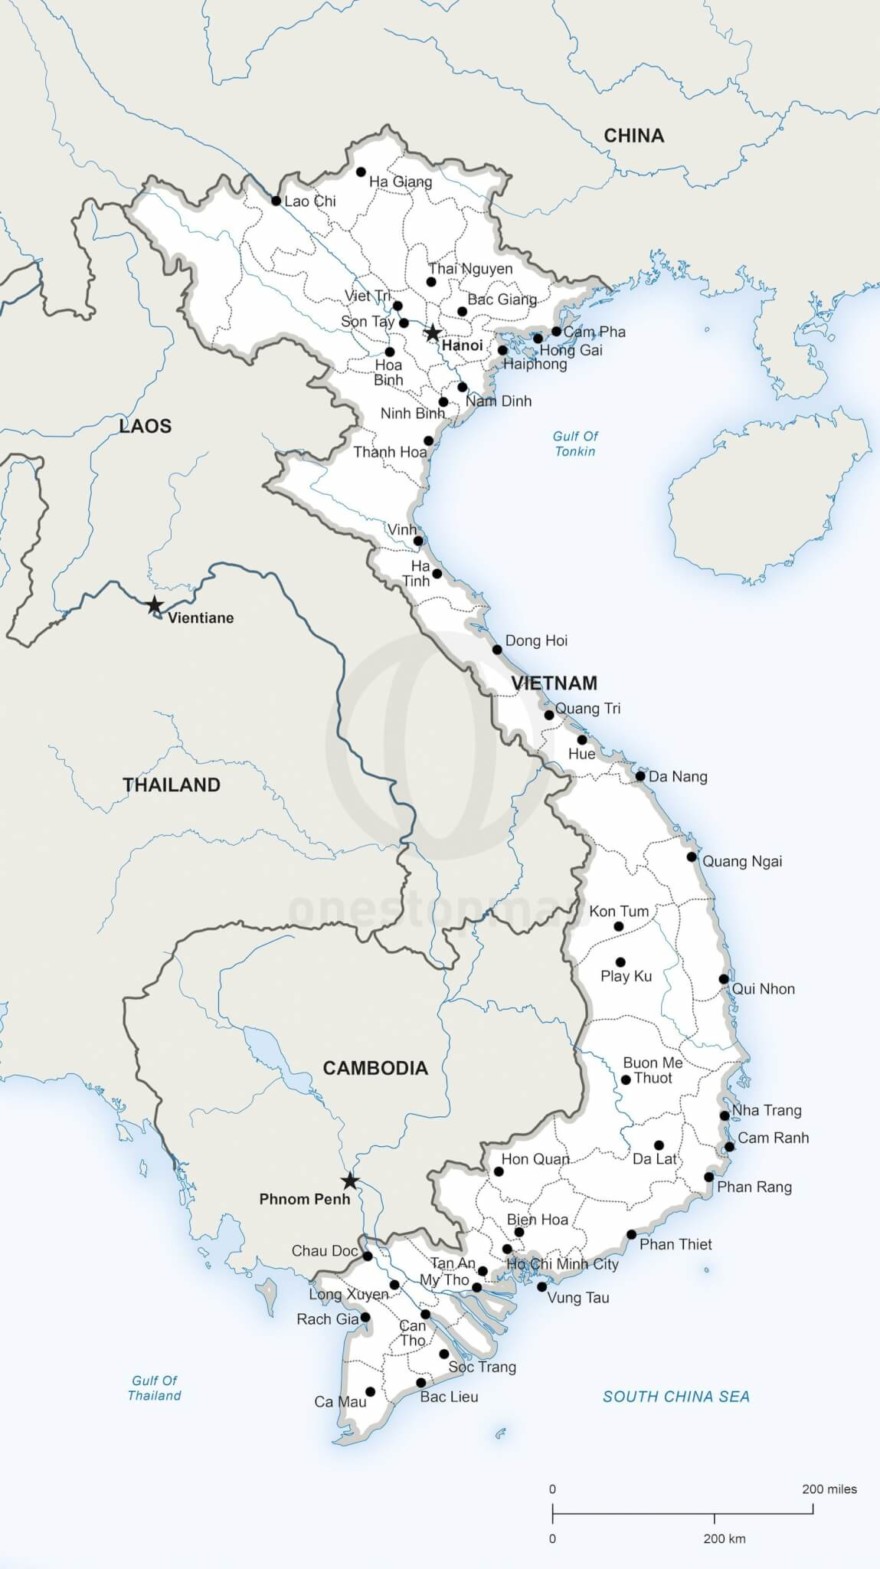 CHINA
Ha Giang
Lao Chi
Thai Nguyen
Viet Tri
Bac Giang
Son Tay
Cam Pha
Hanoi
Hong Gai
Haiphong
Hoa
Binh
Nam Dinh
Ninh Binh
LAOS
Gulf Of
Tonkin
Thanh Hoa
Vinh
Ha
Tinh
Vientiane
Dong Hoi
VIETNAM
Quang Tri
Hue
Da Nang
THAILAND
Quang Ngai
onestopmap
Kon Tum
Play Ku
Qui Nhon
CAMBODIA
Buon Me
Thuot
Nha Trang
Cam Ranh
Hon Quan
Da Lat
Phan Rang
Phnom Penh
Bien Hoa
Phan Thiet
Chau Doc
Tan An
Ho Chi Minh City
My Tho
Long Xuyen
Vung Tau
Rach Gia
Can
Tho
Soc Trang
Gulf Of
Thailand
Ca Mau
Bac Lieu
SOUTH CHINA SEA
0 200 miles
0 200 km